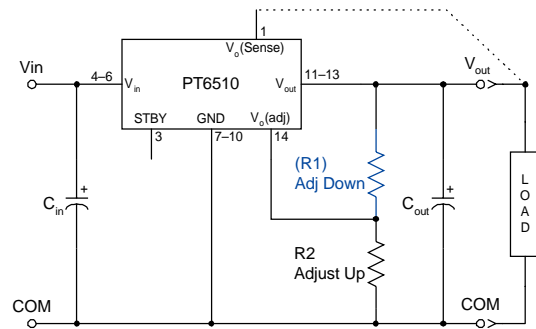 1
Vo(Sense)
Vin
4–6
Vin
PT6510
Vout
11–13
Vout
STBY
GND
Vo(adj)
3
7–10
14
(R1)
Adj Down
+
Cin
+
Cout
L
O
A
D
R2
Adjust Up
COM
COM